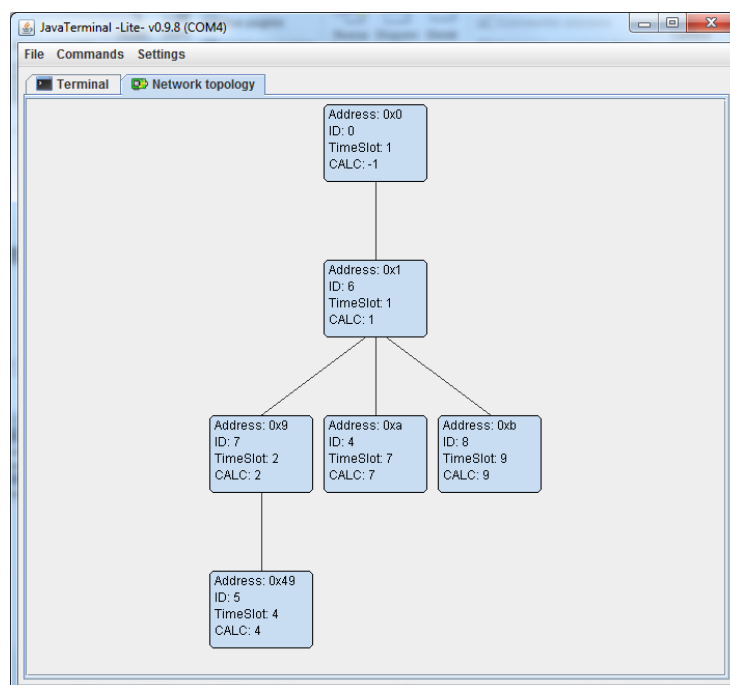 JavaTerminal -Lite- v0.9.8 (COM4)
File Commands Settings
Terminal Network topology
Address: 0x0
ID: 0
TimeSlot: 1
CALC: -1
Address: 0x1
ID: 6
TimeSlot: 1
CALC: 1
Address: 0x9
ID: 7
TimeSlot: 2
CALC: 2
Address: 0xa
ID: 4
TimeSlot: 7
CALC: 7
Address: 0xb
ID: 8
TimeSlot: 9
CALC: 9
Address: 0x49
ID: 5
TimeSlot: 4
CALC: 4